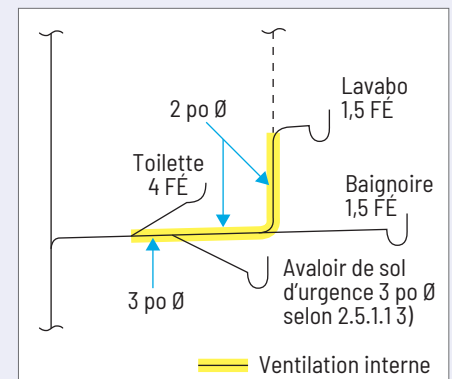 2 po Ø
Lavabo
1,5 FÉ
Toilette
4 FÉ
Baignoire
1,5 FÉ
3 po Ø
Avaloir de sol
d'urgence 3 po Ø
selon 2.5.1.1 3)
Ventilation interne